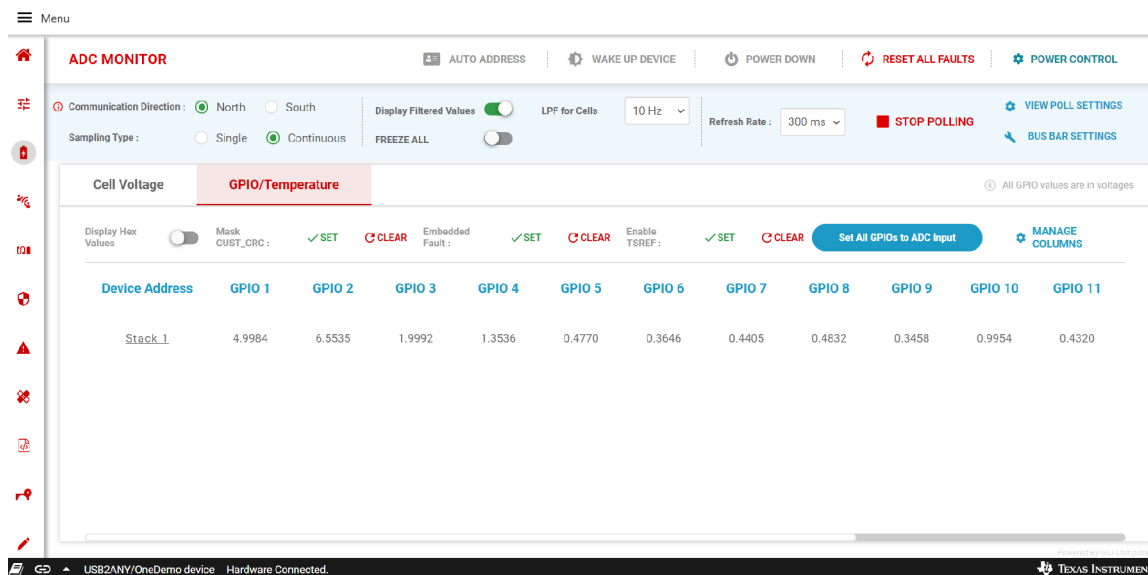 Menu
ADC MONITOR
AUTO ADDRESS
WAKE UP DEVICE
POWER DOWN
RESET ALL FAULTS
POWER CONTROL
Communication Direction :
North
South
Display Filtered Values
LPF for Cells
10 Hz
Refresh Rate :
300 ms
STOP POLLING
VIEW POLL SETTINGS
Sampling Type :
Single
Continuous
FREEZE ALL
BUS BAR SETTINGS
Cell Voltage
GPIO/Temperature
All GPIO values are in voltages
Display Hex
Values
Mask
CUST_CRC :
SET
CLEAR
Embedded
Fault :
SET
CLEAR
Enable
TSREF :
SET
CLEAR
Set All GPIOs to ADC Input
MANAGE
COLUMNS
Device Address GPIO 1 GPIO 2 GPIO 3 GPIO 4 GPIO 5 GPIO 6 GPIO 7 GPIO 8 GPIO 9 GPIO 10 GPIO 11
Stack 1 4.9984 6.5535 1.9992 1.3536 0.4770 0.3646 0.4405 0.4832 0.3458 0.9954 0.4320
Powered By GCI Compos
USB2ANY/OneDemo device Hardware Connected.
TEXAS INSTRUMEN